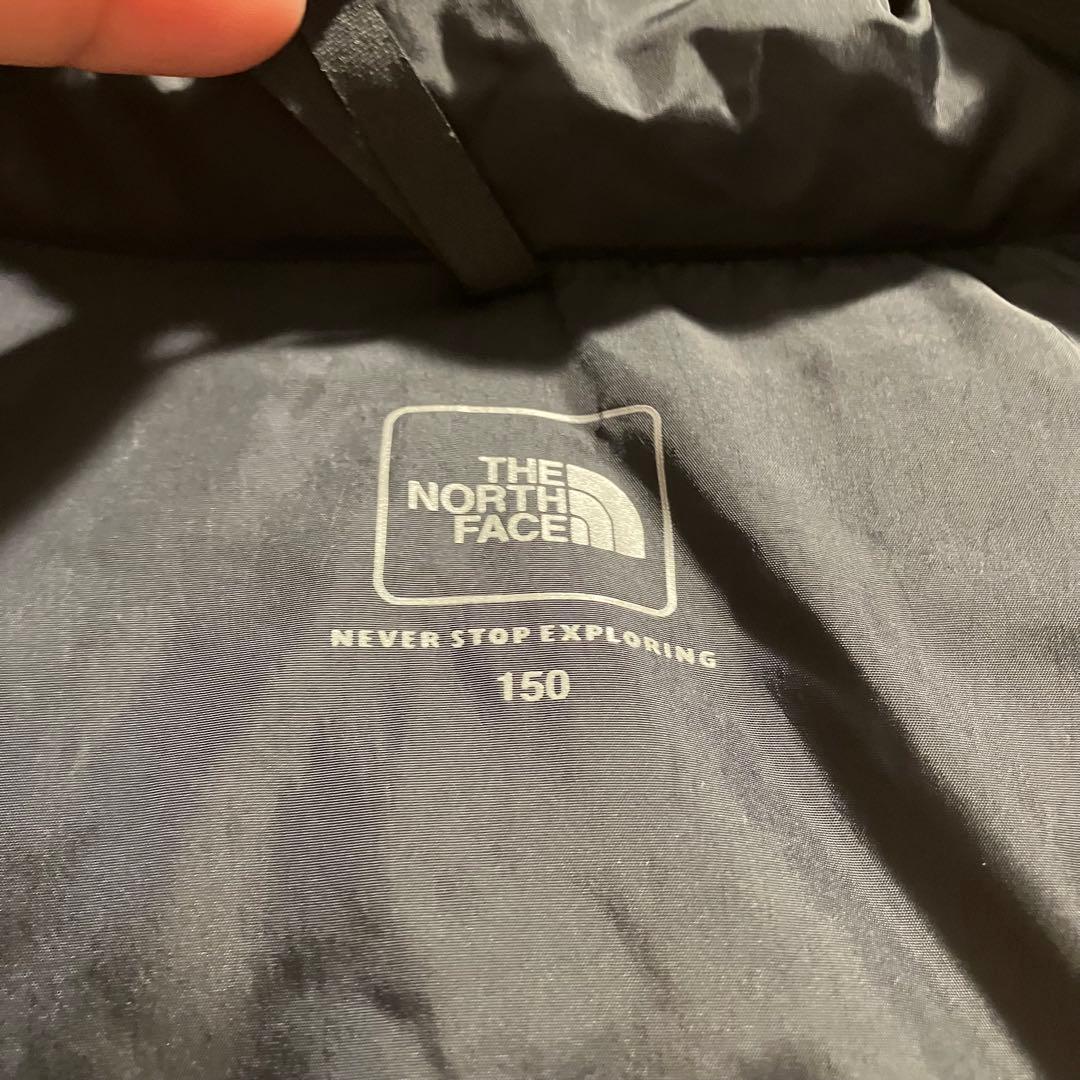 THE
NORTH
FACE
NEVER STOP EXPLORING
150